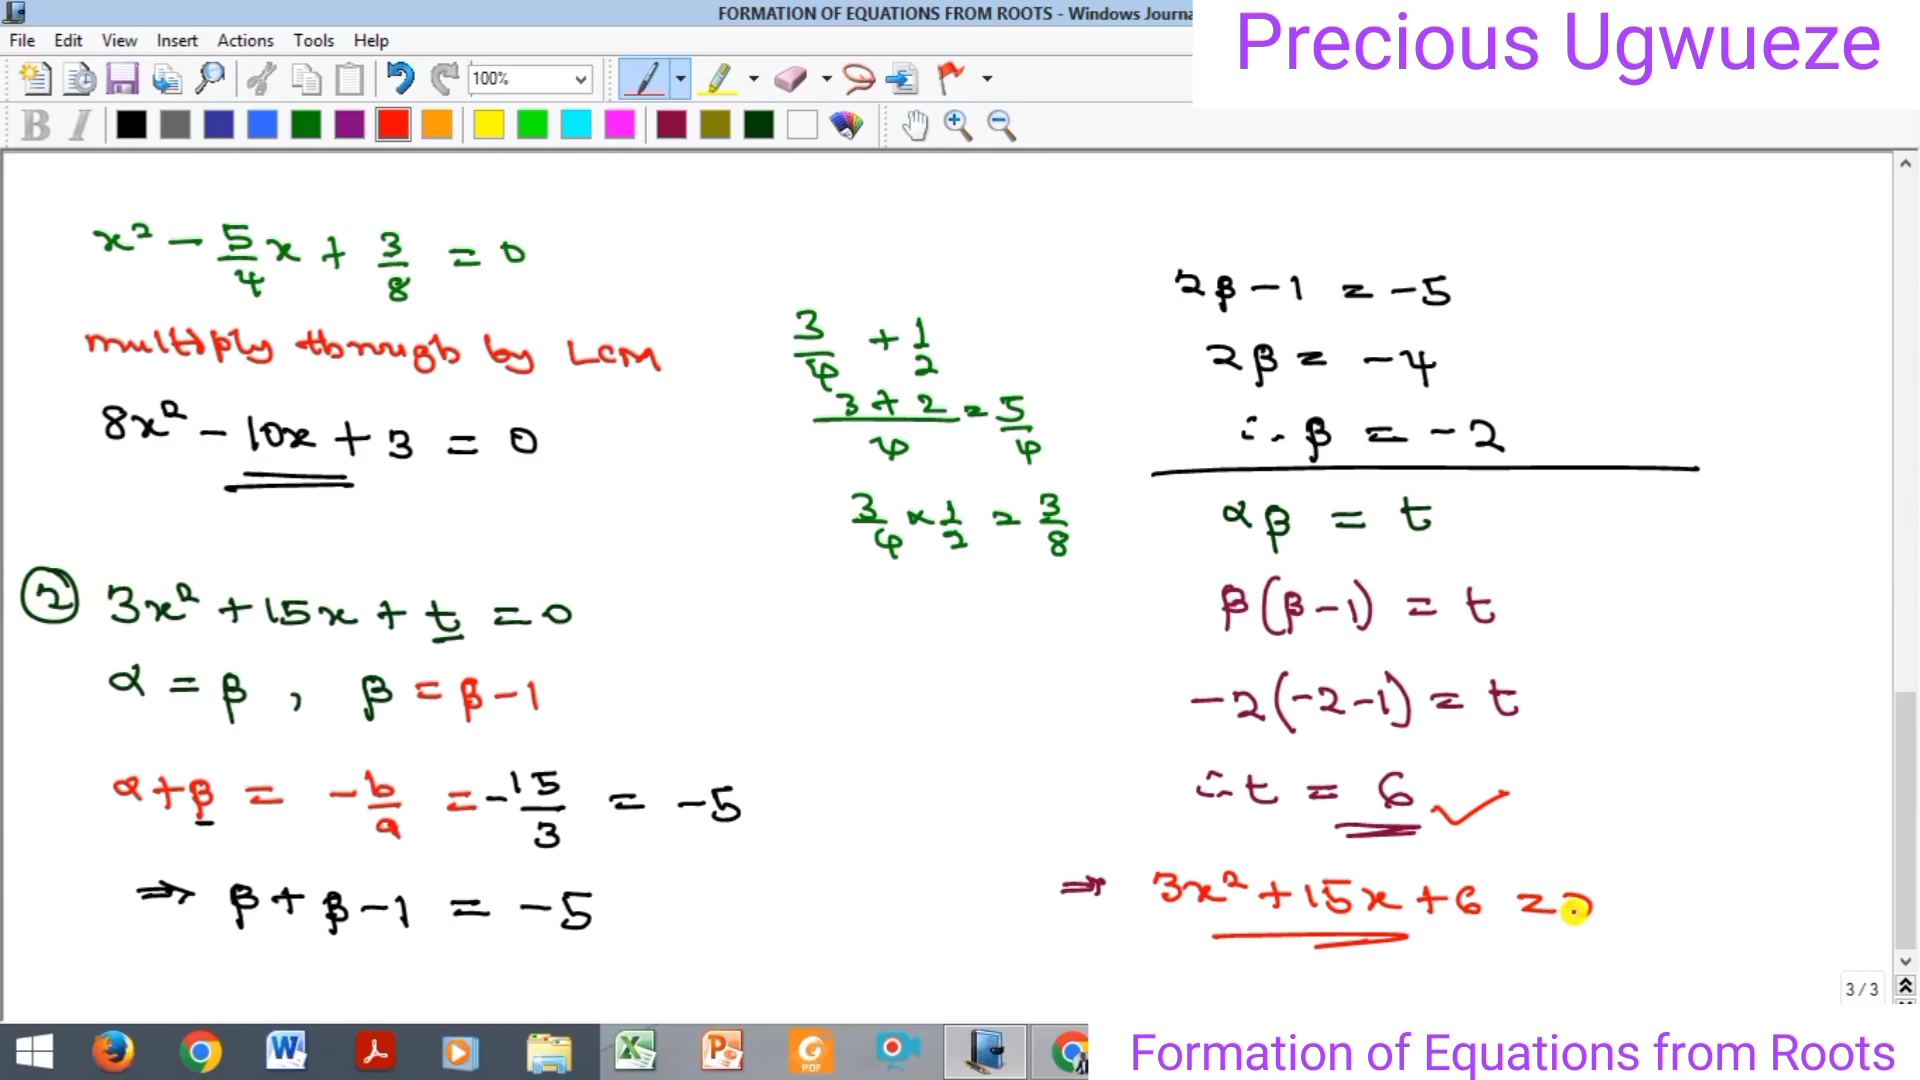 FORMATION OF EQUATIONS FROM ROOTS - Windows Journa
Precious Ugwueze
File Edit View Insert Actions Tools Help
100%
B I
x² - 5/4x + 3/8 = 0
multiply through by LCM
8x² - 10x + 3 = 0
3/4 + 1/2
3 + 2/4 = 5/4
3/4 × 1/2 = 3/8
② 3x² + 15x + t = 0
α = β , β = β - 1
α + β = -b/a = -15/3 = -5
⇒ β + β - 1 = -5
2β - 1 = -5
2β = -4
∴ β = -2
αβ = t
β(β - 1) = t
-2(-2-1) = t
∴ t = 6 ✓
⇒ 3x² + 15x + 6 = 0
3 / 3
PDF
Formation of Equations from Roots